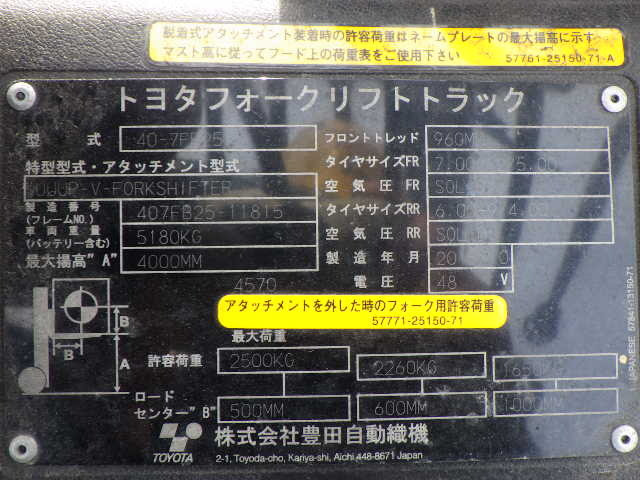 脱着式アタッチメント装着時の許容荷重はネームプレートの最大揚高に示す
マスト高に従ってフード上の荷重表をご使用下さい 57761-25150-71-A
トヨタフォークリフトトラック
型式 40-7FB25 フロントトレッド 960MM
特型型式・アタッチメント型式 タイヤサイズFR
V-FORKSHIFTER 空気圧FR SOLID
製造番号 (フレームNO.) 407FB25-11815 タイヤサイズRR
車両重量 (バッテリー含む) 5180KG 空気圧RR SOLID
最大揚高"A" 4000MM 製造年月
4570 電圧 48 V
アタッチメントを外した時のフォーク用許容荷重
57771-25150-71
最大荷重
許容荷重 2500KG 2260KG 1650KG
ロード
センター"B" 500MM 600MM 1000MM
B
B
A
TOYOTA 株式会社豊田自動織機
2-1, Toyoda-cho, Kariya-shi, Aichi 448-8671 Japan
JAPANESE 57841-13150-71